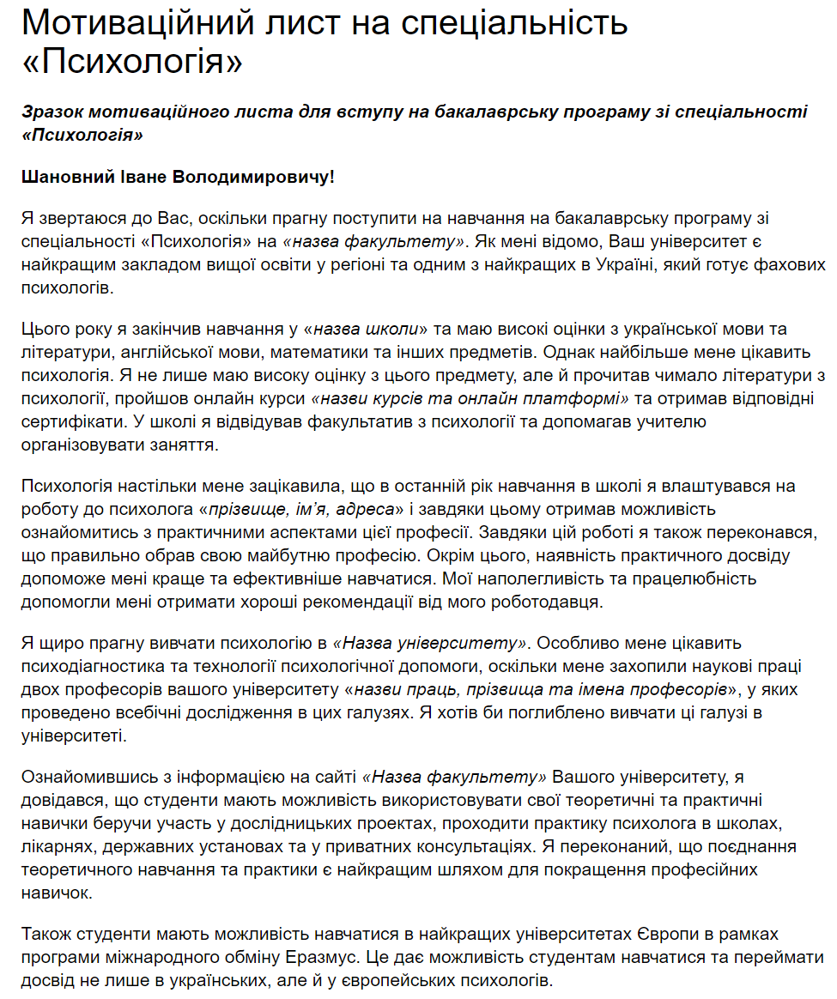 Мотиваційний лист на спеціальність
«Психологія»
Зразок мотиваційного листа для вступу на бакалаврську програму зі спеціальності
«Психологія»
Шановний Іване Володимировичу!
Я звертаюся до Вас, оскільки прагну поступити на навчання на бакалаврську програму зі
спеціальності «Психологія» на «назва факультету». Як мені відомо, Ваш університет є
найкращим закладом вищої освіти у регіоні та одним з найкращих в Україні, який готує фахових
психологів.
Цього року я закінчив навчання у «назва школи» та маю високі оцінки з української мови та
літератури, англійської мови, математики та інших предметів. Однак найбільше мене цікавить
психологія. Я не лише маю високу оцінку з цього предмету, але й прочитав чимало літератури з
психології, пройшов онлайн курси «назви курсів та онлайн платформі» та отримав відповідні
сертифікати. У школі я відвідував факультатив з психології та допомагав учителю
організовувати заняття.
Психологія настільки мене зацікавила, що в останній рік навчання в школі я влаштувався на
роботу до психолога «прізвище, ім’я, адреса» і завдяки цьому отримав можливість
ознайомитись з практичними аспектами цієї професії. Завдяки цій роботі я також переконався,
що правильно обрав свою майбутню професію. Окрім цього, наявність практичного досвіду
допоможе мені краще та ефективніше навчатися. Мої наполегливість та працелюбність
допомогли мені отримати хороші рекомендації від мого роботодавця.
Я щиро прагну вивчати психологію в «Назва університету». Особливо мене цікавить
психодіагностика та технології психологічної допомоги, оскільки мене захопили наукові праці
двох професорів вашого університету «назви праць, прізвища та імена професорів», у яких
проведено всебічні дослідження в цих галузях. Я хотів би поглиблено вивчати ці галузі в
університеті.
Ознайомившись з інформацією на сайті «Назва факультету» Вашого університету, я
довідався, що студенти мають можливість використовувати свої теоретичні та практичні
навички беручи участь у дослідницьких проектах, проходити практику психолога в школах,
лікарнях, державних установах та у приватних консультаціях. Я переконаний, що поєднання
теоретичного навчання та практики є найкращим шляхом для покращення професійних
навичок.
Також студенти мають можливість навчатися в найкращих університетах Європи в рамках
програми міжнародного обміну Еразмус. Це дає можливість студентам навчатися та переймати
досвід не лише в українських, але й у європейських психологів.